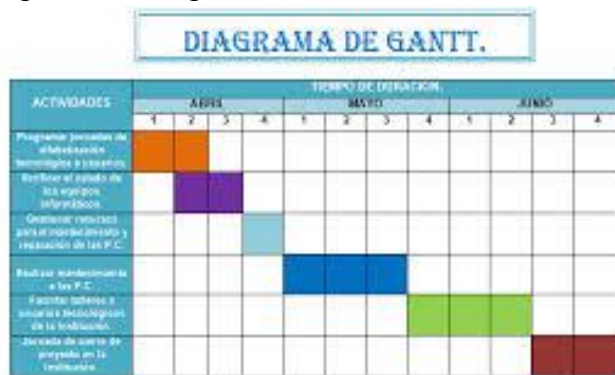 DIAGRAMA DE GANTT.
TIEMPO DE DURACION.
ACTIVIDADES
ABRIL MAYO JUNIO
1 2 3 4 1 2 3 4 1 2 3 4
Programar jornadas de
alfabetización
tecnológica a usuarios.
Verificar el estado de
los equipos
informáticos.
Gestionar recursos
para el mantenimiento y
reparación de las P.C.
Realizar mantenimiento
a las P.C.
Facilitar talleres a
usuarios tecnológicos
de la Institución.
Jornada de cierre de
proyecto en la
Institución.